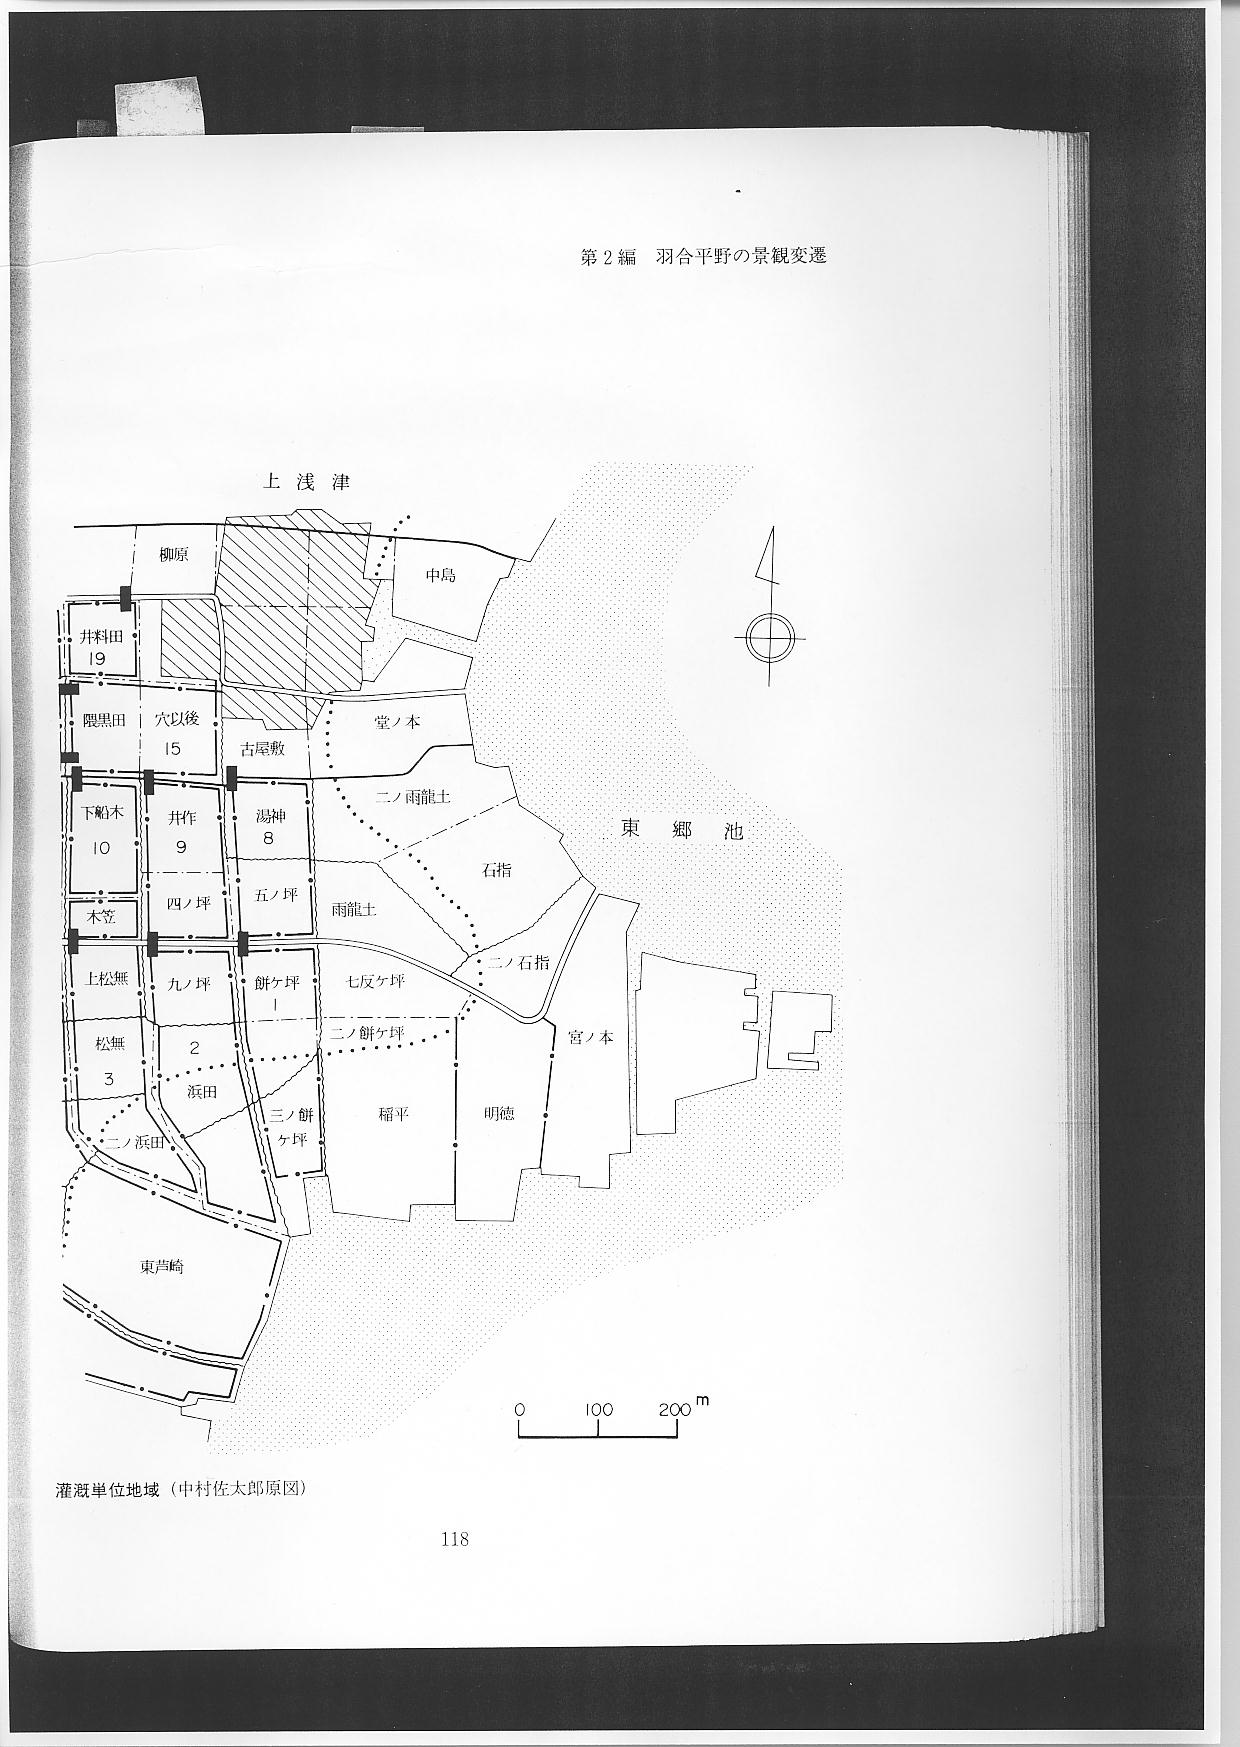 第2編 羽合平野の景観変遷
上浅津
柳原
中島
井料田
19
隈黒田
穴以後
15
古屋敷
堂ノ本
二ノ雨龍土
下船木
10
井作
9
湯神
8
東郷池
石指
木笠
四ノ坪
五ノ坪
雨龍土
二ノ石指
上松無
九ノ坪
餅ケ坪
1
七反ケ坪
二ノ餅ケ坪
宮ノ本
松無
3
2
浜田
三ノ餅
ケ坪
稲平
明徳
二ノ浜田
東芦崎
0 100 200 m
灌漑単位地域(中村佐太郎原図)
118